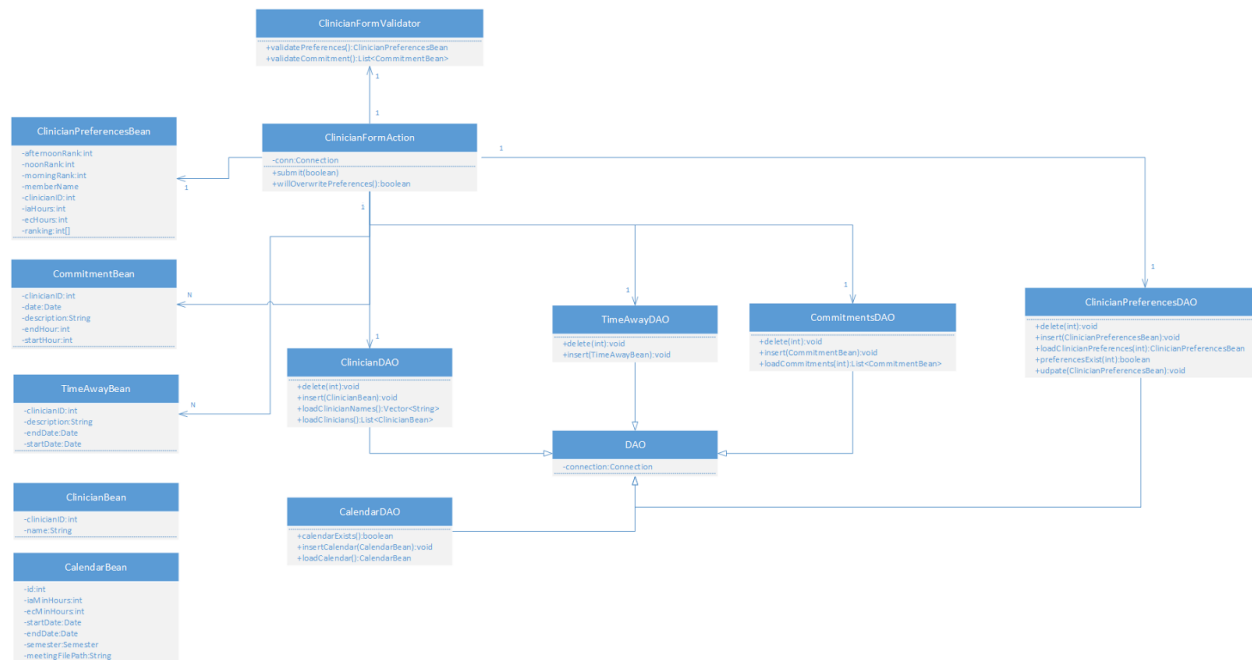 ClinicianFormValidator
+validatePreferences():ClinicianPreferencesBean
+validateCommitment():List<CommitmentBean>
1
1
ClinicianPreferencesBean
-afternoonRank:int
-noonRank:int
-morningRank:int
-memberName
-clinicianID:int
-iaHours:int
-ecHours:int
-ranking:int[]
ClinicianFormAction
-conn:Connection
+submit(boolean)
+willOverwritePreferences():boolean
1
1
1
CommitmentBean
-clinicianID:int
-date:Date
-description:String
-endHour:int
-startHour:int
N
1
1
1
1
TimeAwayBean
-clinicianID:int
-description:String
-endDate:Date
-startDate:Date
N
ClinicianDAO
+delete(int):void
+insert(ClinicianBean):void
+loadClinicianNames():Vector<String>
+loadClinicians():List<ClinicianBean>
TimeAwayDAO
+delete(int):void
+insert(TimeAwayBean):void
CommitmentsDAO
+delete(int):void
+insert(CommitmentBean):void
+loadCommitments(int):List<CommitmentBean>
ClinicianPreferencesDAO
+delete(int):void
+insert(ClinicianPreferencesBean):void
+loadClinicianPreferences(int):ClinicianPreferencesBean
+preferencesExist(int):boolean
+udpate(ClinicianPreferencesBean):void
DAO
-connection:Connection
ClinicianBean
-clinicianID:int
-name:String
CalendarDAO
+calendarExists():boolean
+insertCalendar(CalendarBean):void
+loadCalendar():CalendarBean
CalendarBean
-id:int
-iaMinHours:int
-ecMinHours:int
-startDate:Date
-endDate:Date
-semester:Semester
-meetingFilePath:String